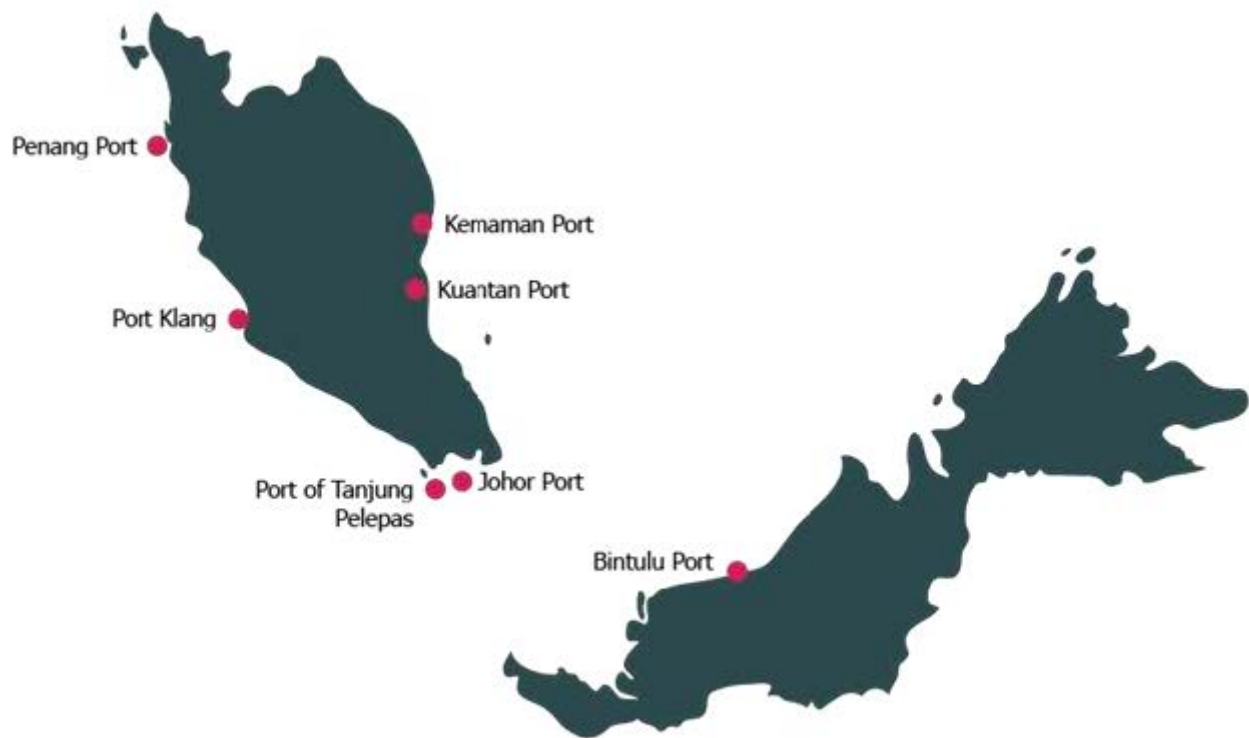 Penang Port
Kemaman Port
Kuantan Port
Port Klang
Port of Tanjung
Pelepas
Johor Port
Bintulu Port